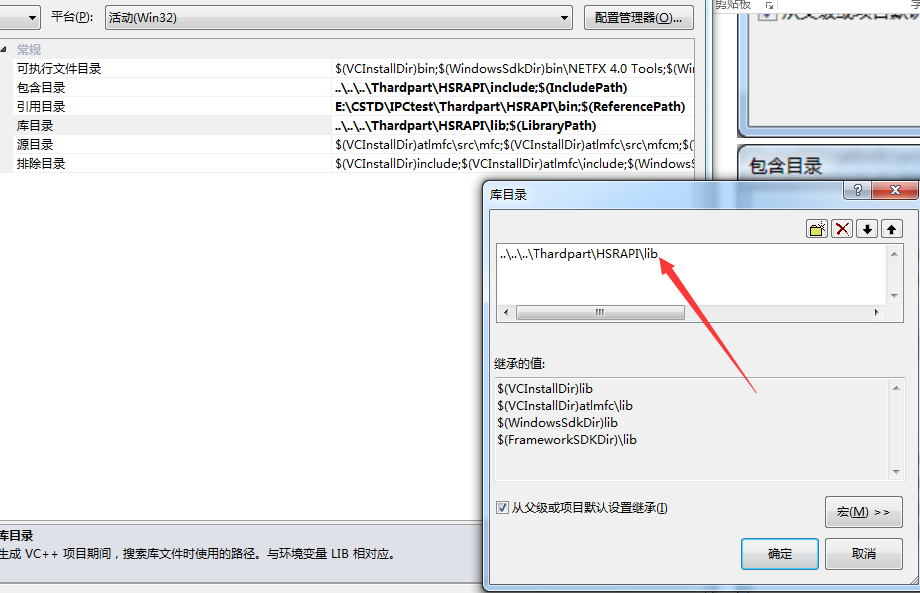 平台(P): 活动(Win32) 配置管理器(O)...
剪贴板
常规
可执行文件目录 $(VCInstallDir)bin;$(WindowsSdkDir)bin\NETFX 4.0 Tools;$(Win
包含目录 ..\..\..\Thardpart\HSRAPI\include;$(IncludePath)
引用目录 E:\CSTD\IPCtest\Thardpart\HSRAPI\bin;$(ReferencePath)
库目录 ..\..\..\Thardpart\HSRAPI\lib;$(LibraryPath)
源目录 $(VCInstallDir)atlmfc\src\mfc;$(VCInstallDir)atlmfc\src\mfcm;$(
排除目录 $(VCInstallDir)include;$(VCInstallDir)atlmfc\include;$(WindowsS
包含目录
库目录
..\..\..\Thardpart\HSRAPI\lib
继承的值:
$(VCInstallDir)lib
$(VCInstallDir)atlmfc\lib
$(WindowsSdkDir)lib
$(FrameworkSDKDir)\lib
从父级或项目默认设置继承(I)
宏(M) >>
确定 取消
库目录
生成 VC++ 项目期间，搜索库文件时使用的路径。与环境变量 LIB 相对应。